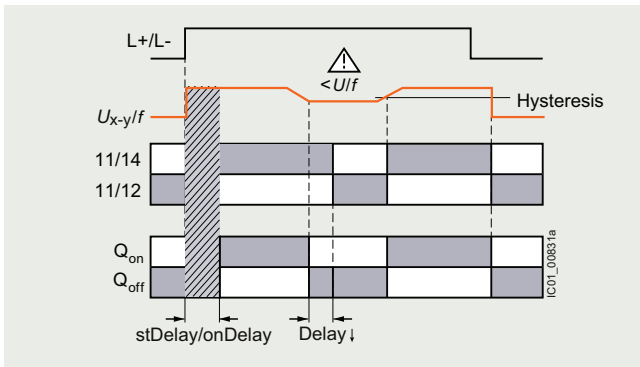 L+/L-
<U/f
Hysteresis
Ux-y/f
11/14
11/12
Qon
Qoff
IC01_00831a
stDelay/onDelay
Delay↓